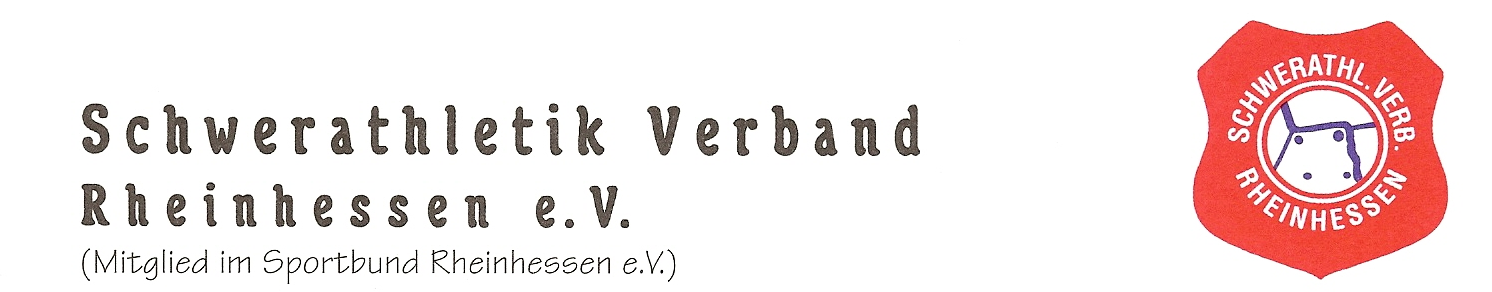 Schwerathletik Verband
Rheinhessen e.V.
(Mitglied im Sportbund Rheinhessen e.V.)
SCHWERATHL. VERB.
RHEINHESSEN